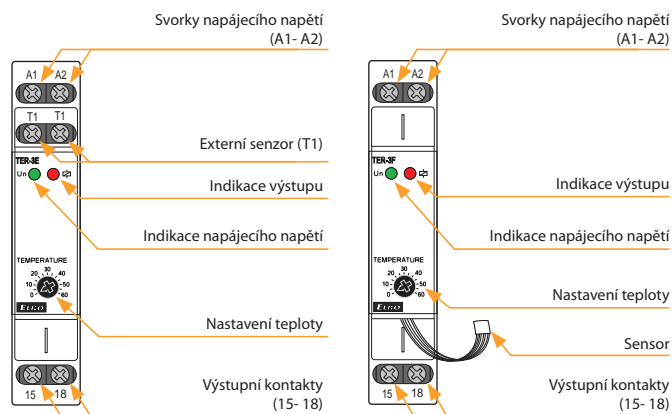 Svorky napájecího napětí
(A1- A2)
A1 A2
T1 T1
Externí senzor (T1)
TER-3E
Un
Indikace výstupu
Indikace napájecího napětí
TEMPERATURE
30
20 40
10 50
0 60
ELKO
Nastavení teploty
Výstupní kontakty
(15- 18)
15 18
Svorky napájecího napětí
(A1- A2)
A1 A2
TER-3F
Un
Indikace výstupu
Indikace napájecího napětí
TEMPERATURE
30
20 40
10 50
0 60
ELKO
Nastavení teploty
Sensor
Výstupní kontakty
(15- 18)
15 18